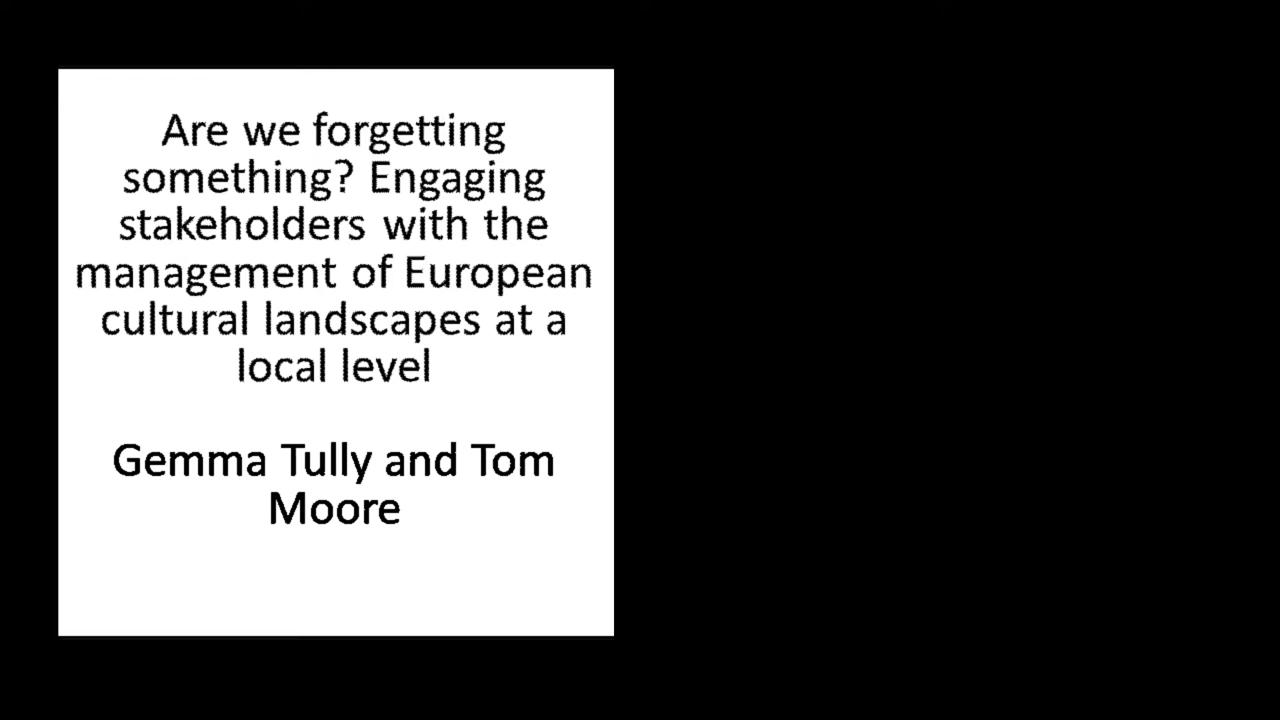 Are we forgetting
something? Engaging
stakeholders with the
management of European
cultural landscapes at a
local level
Gemma Tully and Tom
Moore